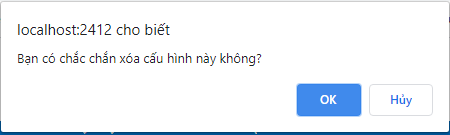 localhost:2412 cho biết
Bạn có chắc chắn xóa cấu hình này không?
OK
Hủy